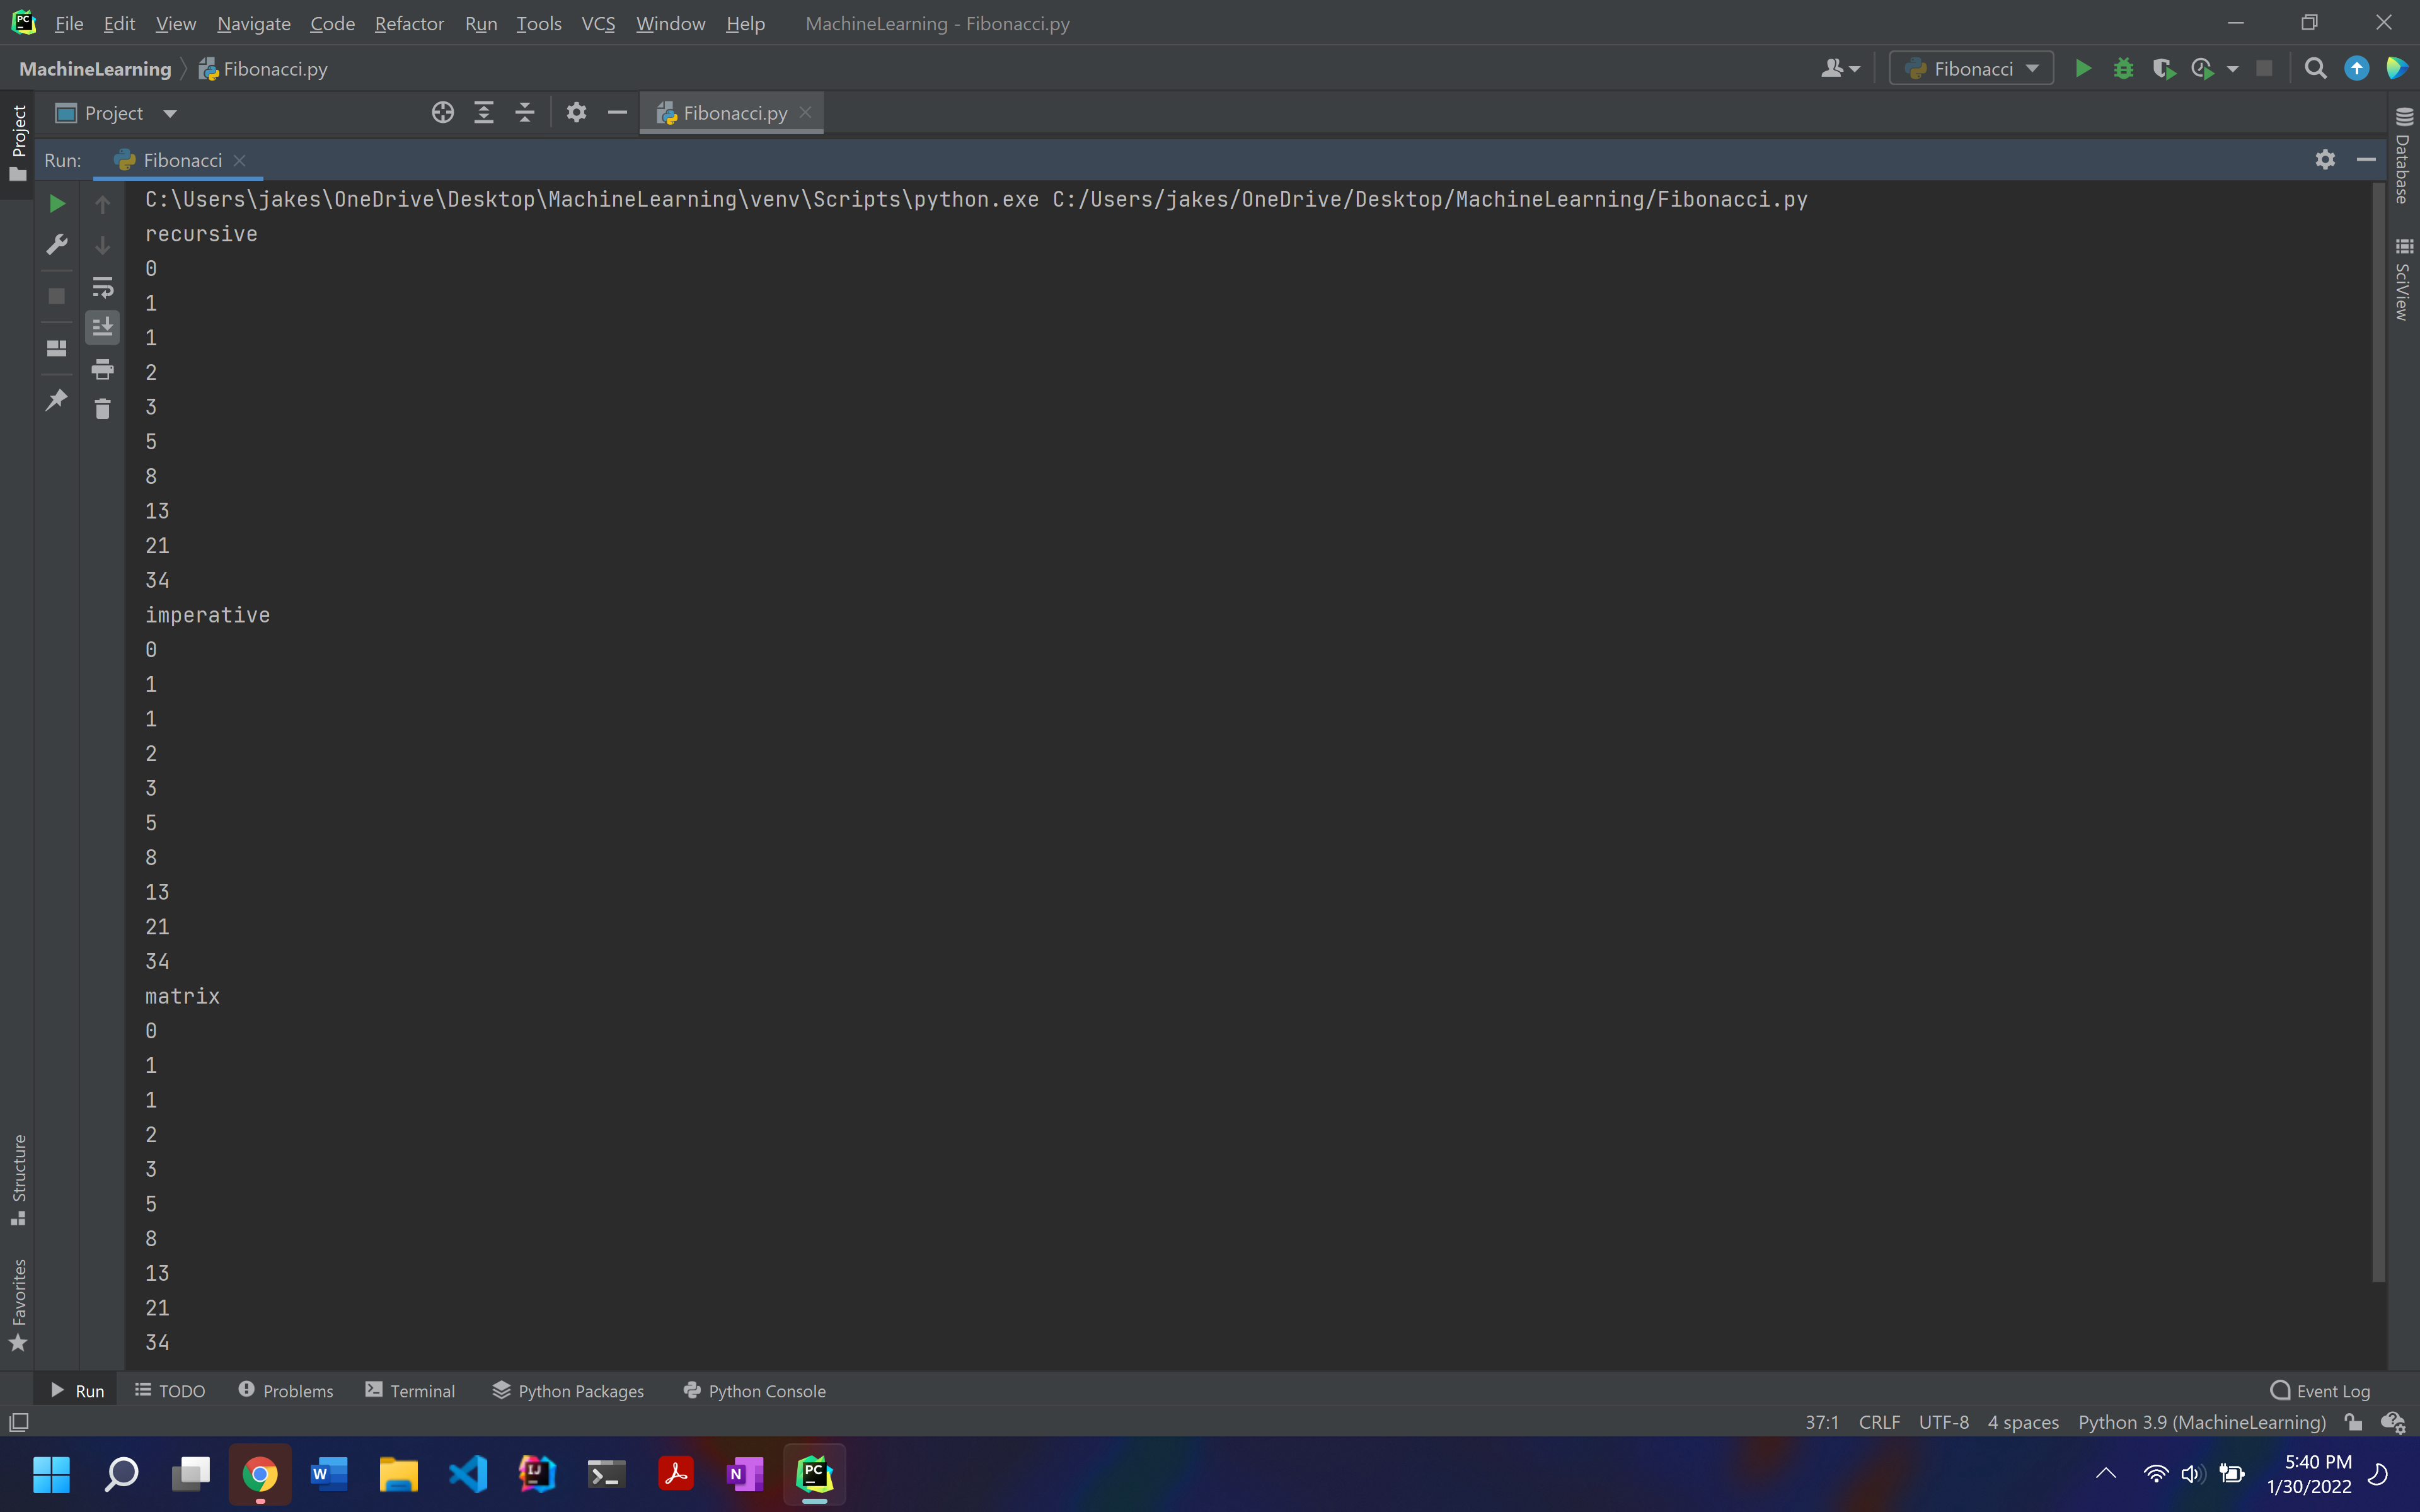 File Edit View Navigate Code Refactor Run Tools VCS Window Help MachineLearning - Fibonacci.py
MachineLearning Fibonacci.py Fibonacci
Project Fibonacci.py
Project
Run: Fibonacci
Database
SciView
C:\Users\jakes\OneDrive\Desktop\MachineLearning\venv\Scripts\python.exe C:/Users/jakes/OneDrive/Desktop/MachineLearning/Fibonacci.py
recursive
0
1
1
2
3
5
8
13
21
34
imperative
0
1
1
2
3
5
8
13
21
34
matrix
0
1
1
2
3
5
8
13
21
34
Structure
Favorites
Run TODO Problems Terminal Python Packages Python Console Event Log
37:1 CRLF UTF-8 4 spaces Python 3.9 (MachineLearning)
5:40 PM
1/30/2022